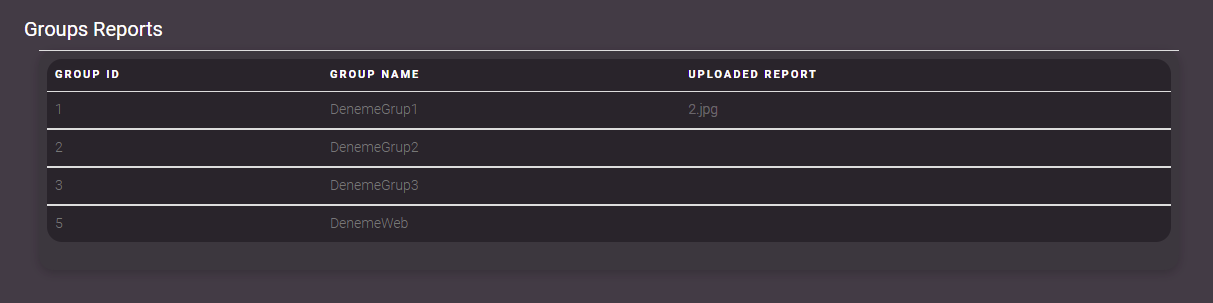 Groups Reports
GROUP ID GROUP NAME UPLOADED REPORT
1 DenemeGrup1 2.jpg
2 DenemeGrup2
3 DenemeGrup3
5 DenemeWeb